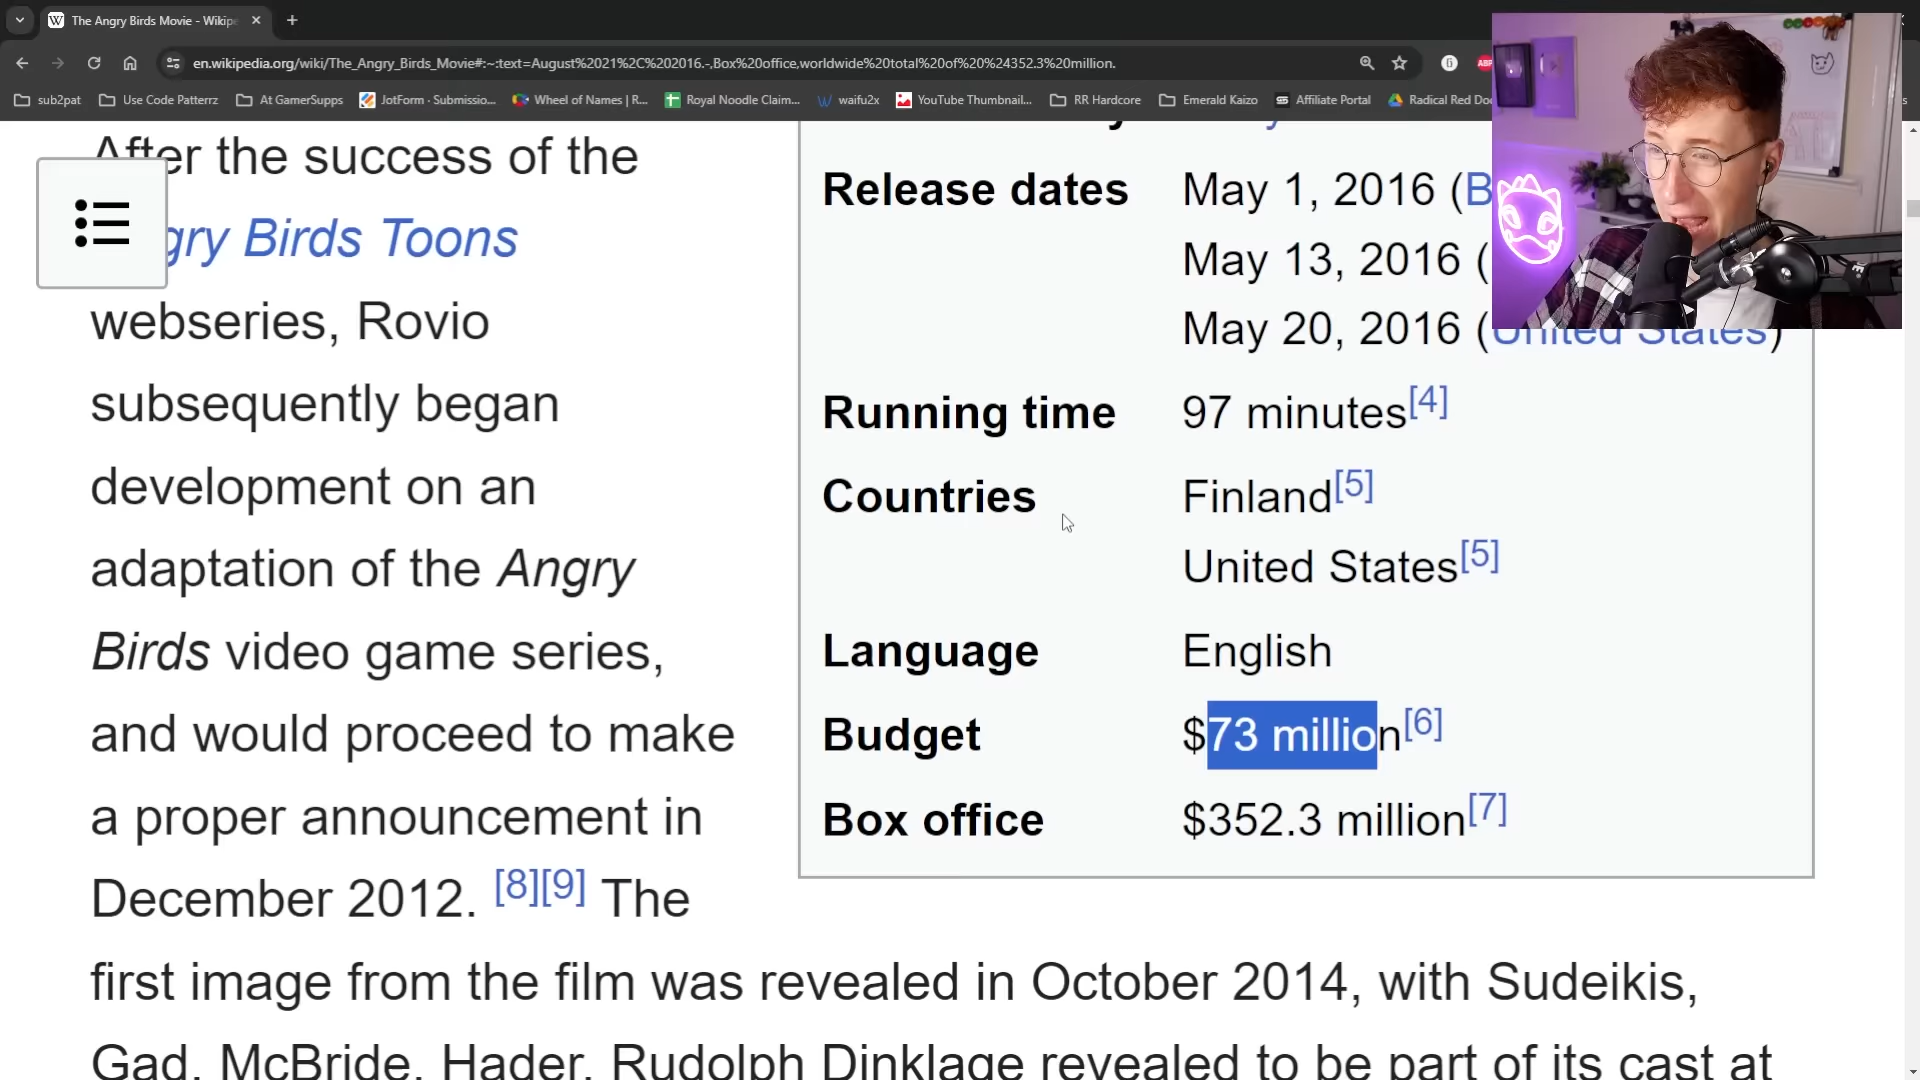 The Angry Birds Movie - Wikipe
en.wikipedia.org/wiki/The_Angry_Birds_Movie#:~:text=August%2021%2C%202016.-,Box%20office,worldwide%20total%20of%20%24352.3%20million.
sub2pat
Use Code Patterrz
At GamerSupps
JotForm · Submissio...
Wheel of Names | R...
Royal Noodle Claim...
waifu2x
YouTube Thumbnail...
RR Hardcore
Emerald Kaizo
Affiliate Portal
Radical Red Doc
After the success of the
gry Birds Toons
webseries, Rovio
subsequently began
development on an
adaptation of the Angry
Birds video game series,
and would proceed to make
a proper announcement in
December 2012. [8][9] The
first image from the film was revealed in October 2014, with Sudeikis,
Gad, McBride, Hader, Rudolph Dinklage revealed to be part of its cast at
Release dates May 1, 2016 (B
May 13, 2016 (
May 20, 2016 (United States)
Running time 97 minutes[4]
Countries Finland[5]
United States[5]
Language English
Budget $73 million[6]
Box office $352.3 million[7]